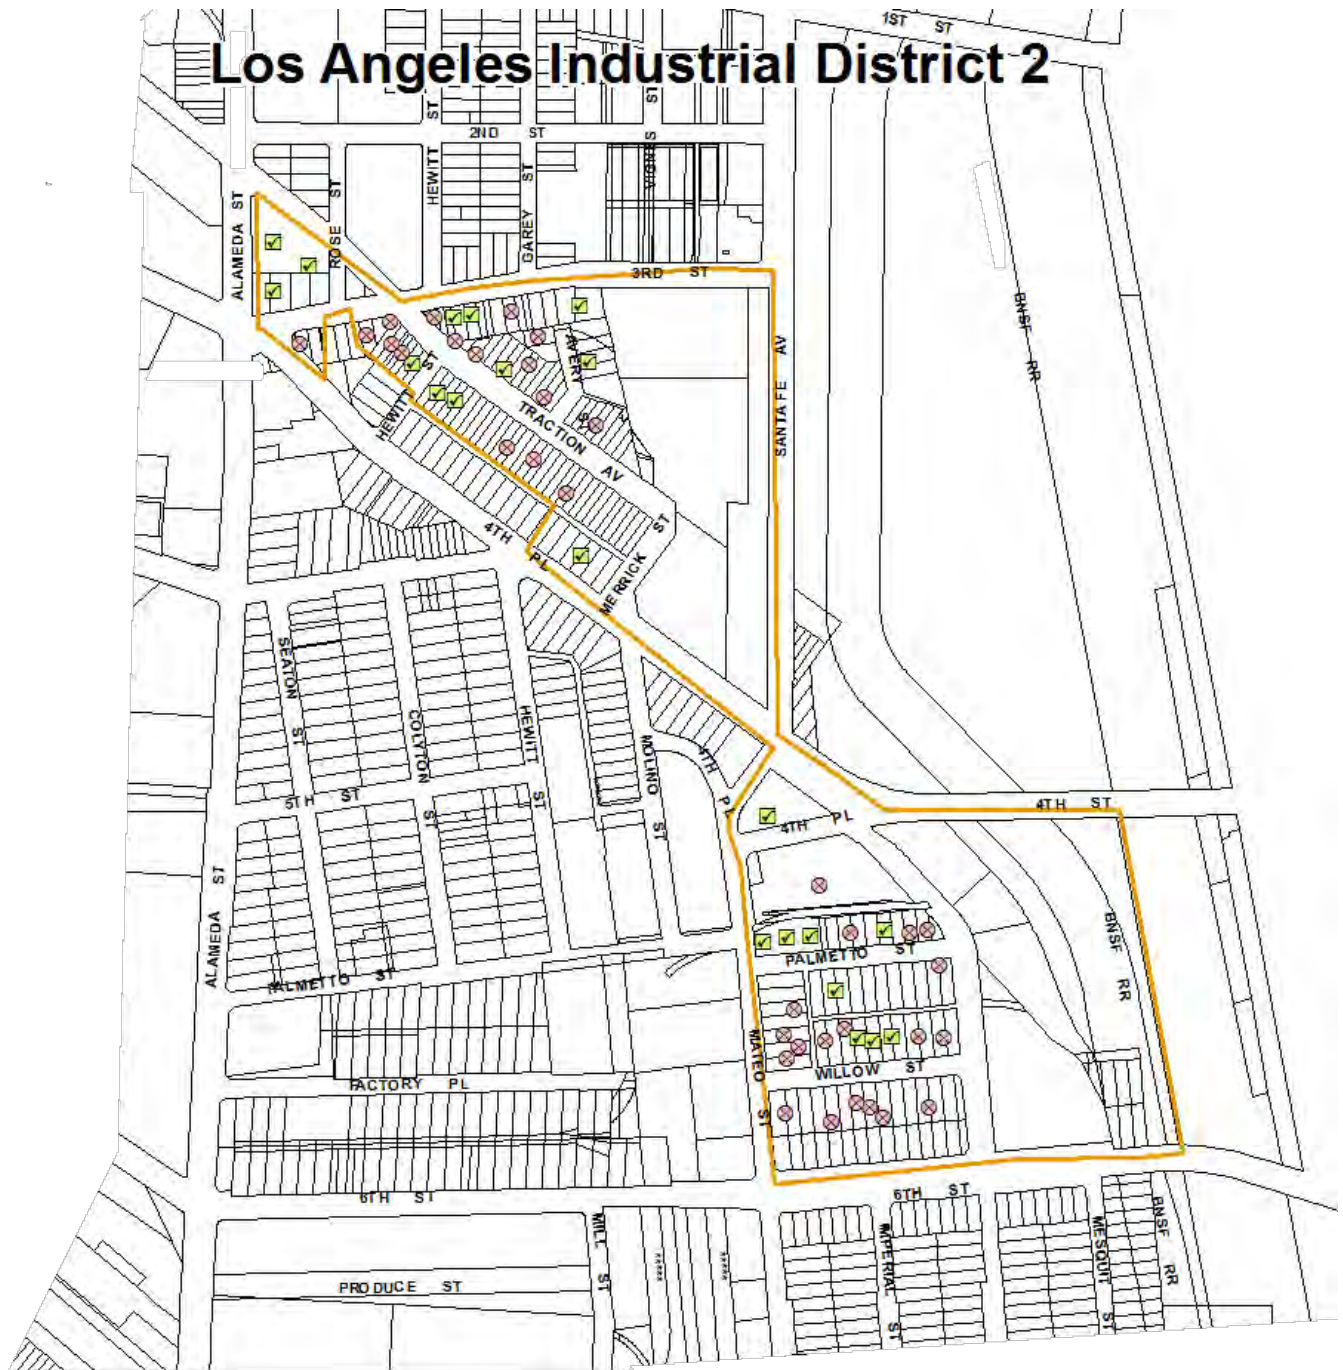 1ST ST
Los Angeles Industrial District 2
2ND ST
HEWITT ST
GAREY ST
VIGNES ST
ALAMEDA ST
ROSE ST
3RD ST
SANTA FE AV
BNSF RR
AVERY ST
HEWITT ST
TRACTION AV
MERRICK ST
4TH PL
SEATON ST
COLYTON ST
HEWITT ST
MOLINO ST
4TH PL
5TH ST
4TH ST
4TH PL
ALAMEDA ST
BNSF RR
PALMETTO ST
PALMETTO ST
MATEO ST
WILLOW ST
FACTORY PL
6TH ST
6TH ST
MILL ST
IMPERIAL ST
MESQUIT ST
BNSF RR
PRODUCE ST